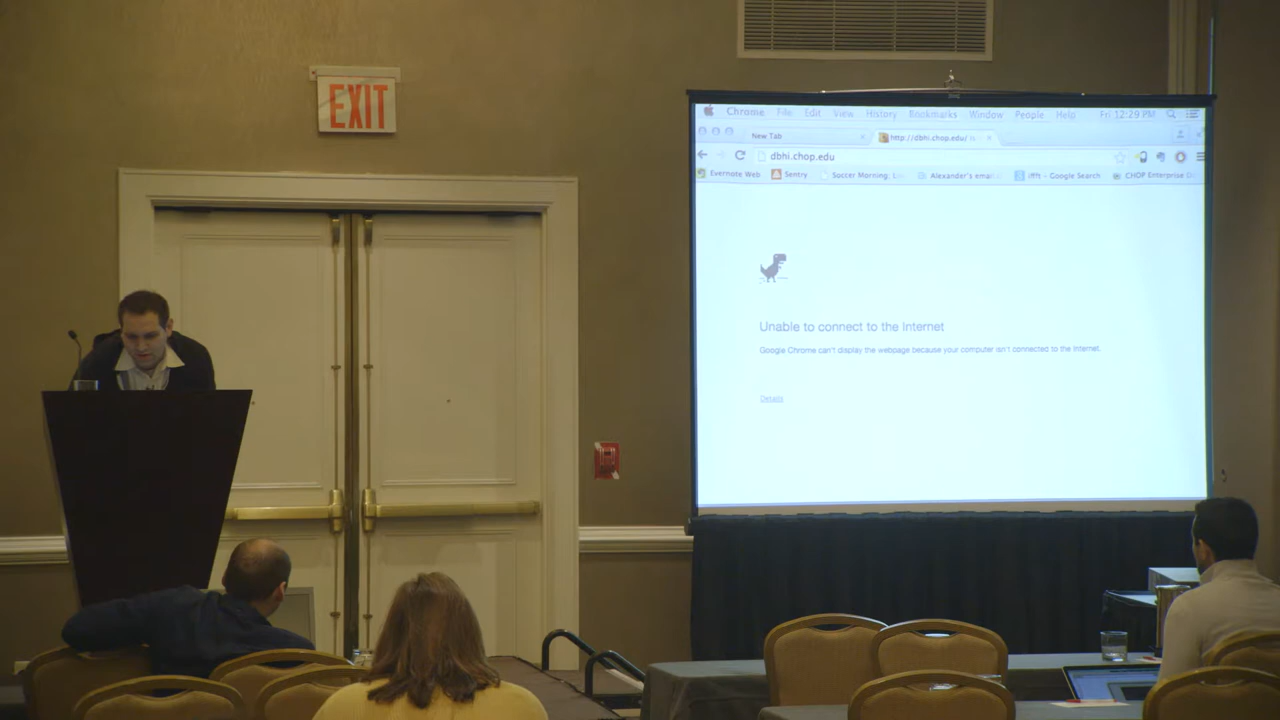 EXIT
Chrome File Edit View History Bookmarks Window People Help Fri 12:29 PM
New Tab
http://dbhi.chop.edu/
dbhi.chop.edu
Evernote Web Sentry Soccer Morning: Alexander's emar ifft - Google Search CHOP Enterprise
Unable to connect to the Internet
Google Chrome can't display the webpage because your computer isn't connected to the Internet.
Details